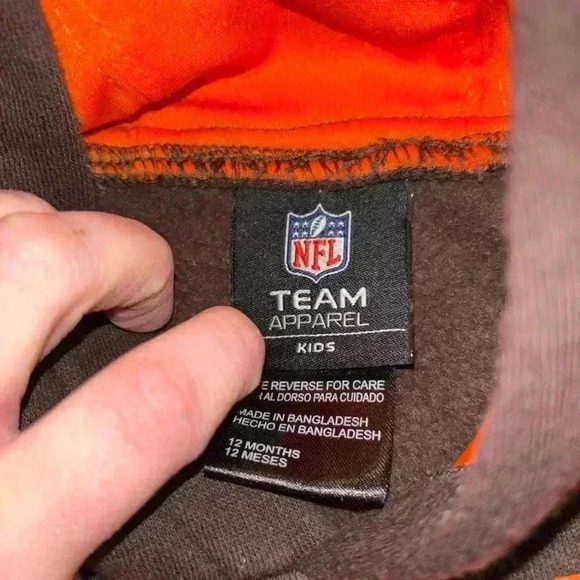 NFL
TEAM
APPAREL
KIDS
REVERSE FOR CARE
AL DORSO PARA CUIDADO
MADE IN BANGLADESH
HECHO EN BANGLADESH
12 MONTHS
12 MESES